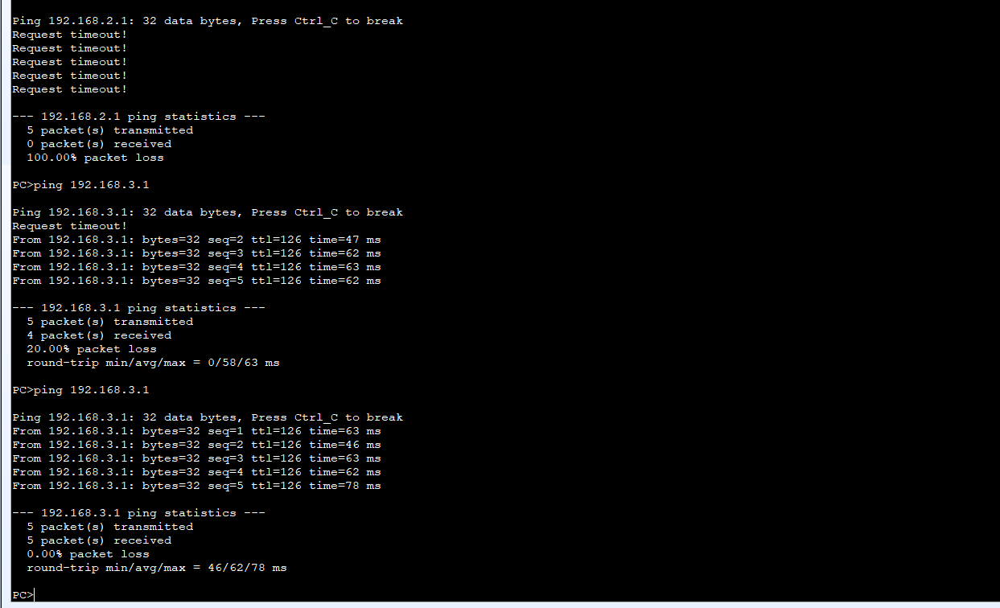 Ping 192.168.2.1: 32 data bytes, Press Ctrl_C to break
Request timeout!
Request timeout!
Request timeout!
Request timeout!
Request timeout!
--- 192.168.2.1 ping statistics ---
5 packet(s) transmitted
0 packet(s) received
100.00% packet loss
PC>ping 192.168.3.1
Ping 192.168.3.1: 32 data bytes, Press Ctrl_C to break
Request timeout!
From 192.168.3.1: bytes=32 seq=2 ttl=126 time=47 ms
From 192.168.3.1: bytes=32 seq=3 ttl=126 time=62 ms
From 192.168.3.1: bytes=32 seq=4 ttl=126 time=63 ms
From 192.168.3.1: bytes=32 seq=5 ttl=126 time=62 ms
--- 192.168.3.1 ping statistics ---
5 packet(s) transmitted
4 packet(s) received
20.00% packet loss
round-trip min/avg/max = 0/58/63 ms
PC>ping 192.168.3.1
Ping 192.168.3.1: 32 data bytes, Press Ctrl_C to break
From 192.168.3.1: bytes=32 seq=1 ttl=126 time=63 ms
From 192.168.3.1: bytes=32 seq=2 ttl=126 time=46 ms
From 192.168.3.1: bytes=32 seq=3 ttl=126 time=63 ms
From 192.168.3.1: bytes=32 seq=4 ttl=126 time=62 ms
From 192.168.3.1: bytes=32 seq=5 ttl=126 time=78 ms
--- 192.168.3.1 ping statistics ---
5 packet(s) transmitted
5 packet(s) received
0.00% packet loss
round-trip min/avg/max = 46/62/78 ms
PC>